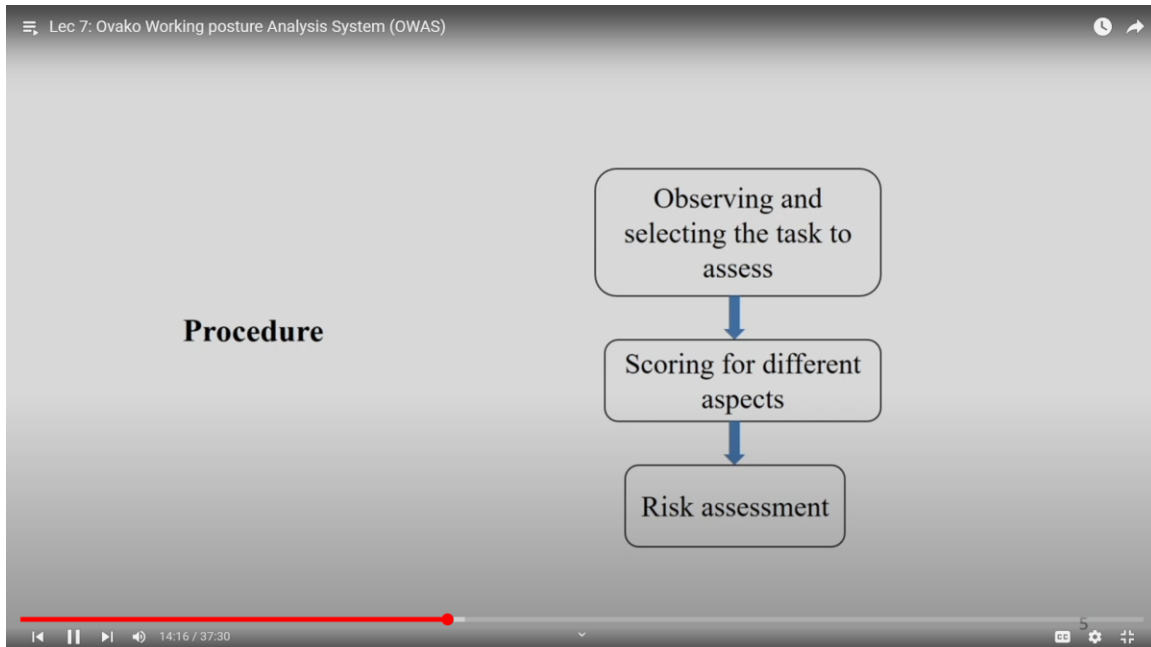 Lec 7: Ovako Working posture Analysis System (OWAS)
Procedure
Observing and
selecting the task to
assess
Scoring for different
aspects
Risk assessment
5
14:16 / 37:30
CC